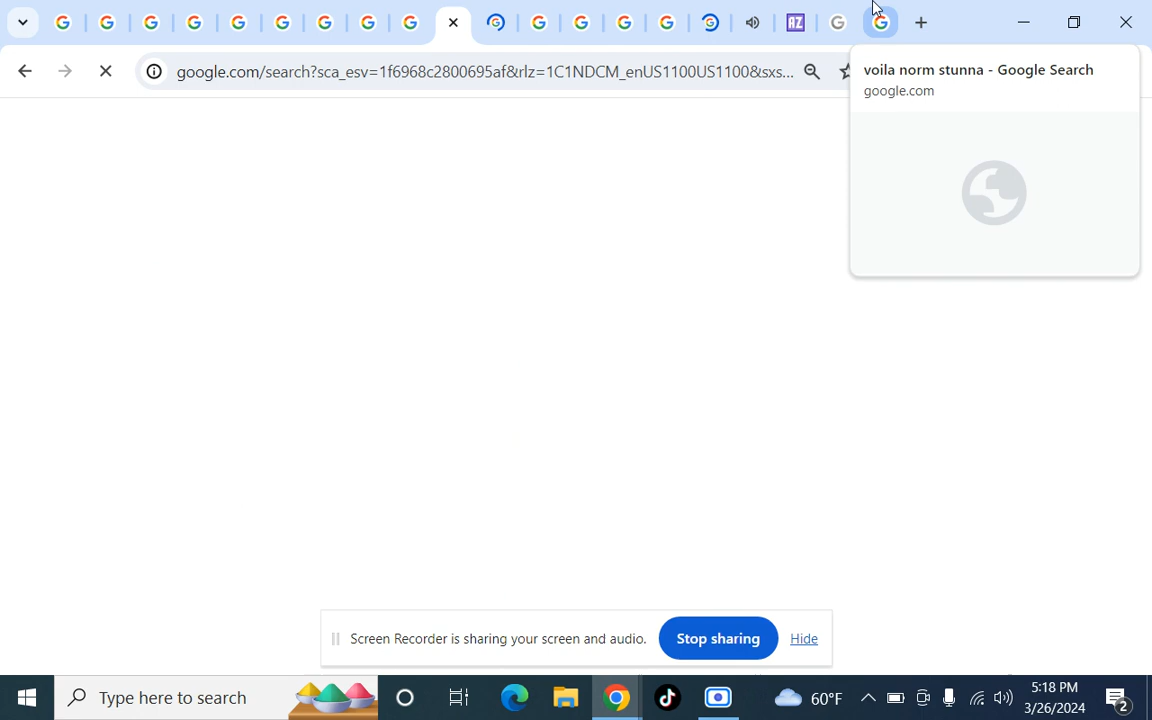 AZ
google.com/search?sca_esv=1f6968c2800695af&rlz=1C1NDCM_enUS1100US1100&sxs...
voila norm stunna - Google Search
google.com
Screen Recorder is sharing your screen and audio.
Stop sharing
Hide
Type here to search
60°F
5:18 PM
3/26/2024
2